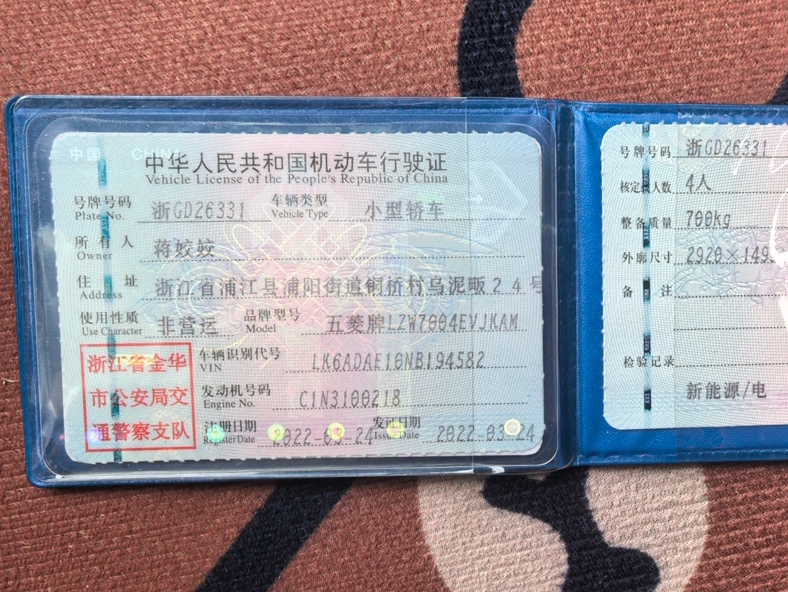 中国 CHINA
中华人民共和国机动车行驶证
Vehicle License of the People's Republic of China
号牌号码 Plate No. 浙GD26331 车辆类型 Vehicle Type 小型轿车
所有人 Owner 蒋姣姣
住址 Address 浙江省浦江县浦阳街道铜桥村乌泥畈24号
使用性质 Use Character 非营运 品牌型号 Model 五菱牌LZW7004EVJKAM
浙江省金华
市公安局交
通警察支队
车辆识别代号 VIN LK6ADAE10NB194582
发动机号码 Engine No. C1N3100218
注册日期 Register Date 2022-03-24 发证日期 Issue Date 2022-03-24
号牌号码 浙GD26331
核定人数 4人
整备质量 700kg
外廓尺寸 2920×149
备注
检验记录
新能源/电